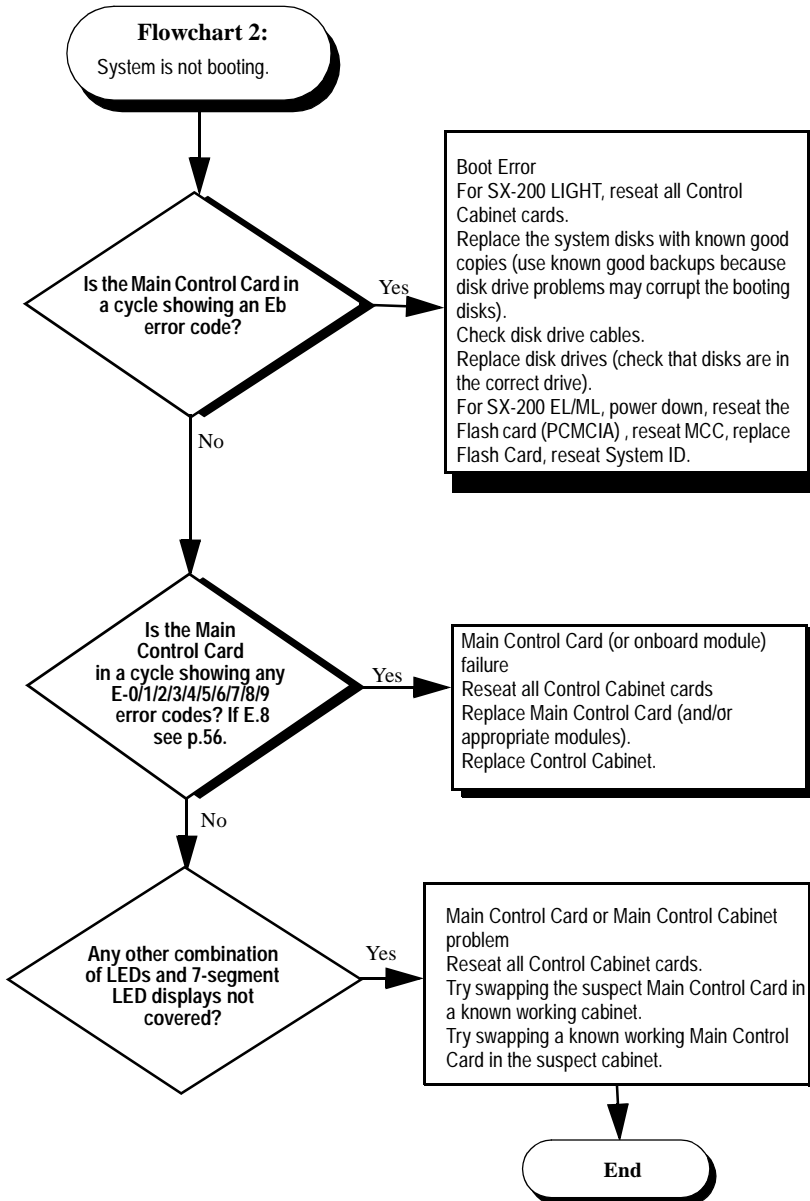 Flowchart 2:
System is not booting.
Is the Main Control Card in
a cycle showing an Eb
error code?
Yes
Boot Error
For SX-200 LIGHT, reseat all Control
Cabinet cards.
Replace the system disks with known good
copies (use known good backups because
disk drive problems may corrupt the booting
disks).
Check disk drive cables.
Replace disk drives (check that disks are in
the correct drive).
For SX-200 EL/ML, power down, reseat the
Flash card (PCMCIA) , reseat MCC, replace
Flash Card, reseat System ID.
No
Is the Main
Control Card
in a cycle showing any
E-0/1/2/3/4/5/6/7/8/9
error codes? If E.8
see p.56.
Yes
Main Control Card (or onboard module)
failure
Reseat all Control Cabinet cards
Replace Main Control Card (and/or
appropriate modules).
Replace Control Cabinet.
No
Any other combination
of LEDs and 7-segment
LED displays not
covered?
Yes
Main Control Card or Main Control Cabinet
problem
Reseat all Control Cabinet cards.
Try swapping the suspect Main Control Card in
a known working cabinet.
Try swapping a known working Main Control
Card in the suspect cabinet.
End